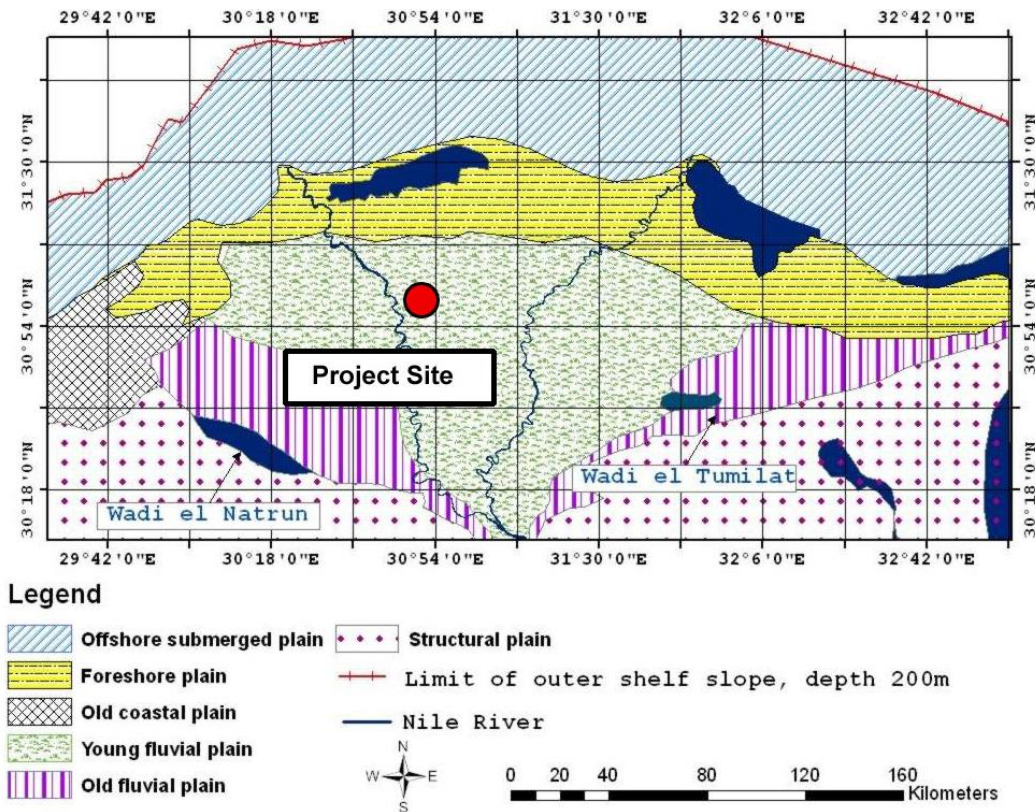 29°42'0"E 30°18'0"E 30°54'0"E 31°30'0"E 32°6'0"E 32°42'0"E
31°30'0"N
31°30'0"N
30°54'0"N
30°54'0"N
30°18'0"N
30°18'0"N
Project Site
Wadi el Tumilat
Wadi el Natrun
29°42'0"E 30°18'0"E 30°54'0"E 31°30'0"E 32°6'0"E 32°42'0"E
Legend
Offshore submerged plain
Foreshore plain
Old coastal plain
Young fluvial plain
Old fluvial plain
Structural plain
Limit of outer shelf slope, depth 200m
Nile River
N
W E
S
0 20 40 80 120 160
Kilometers